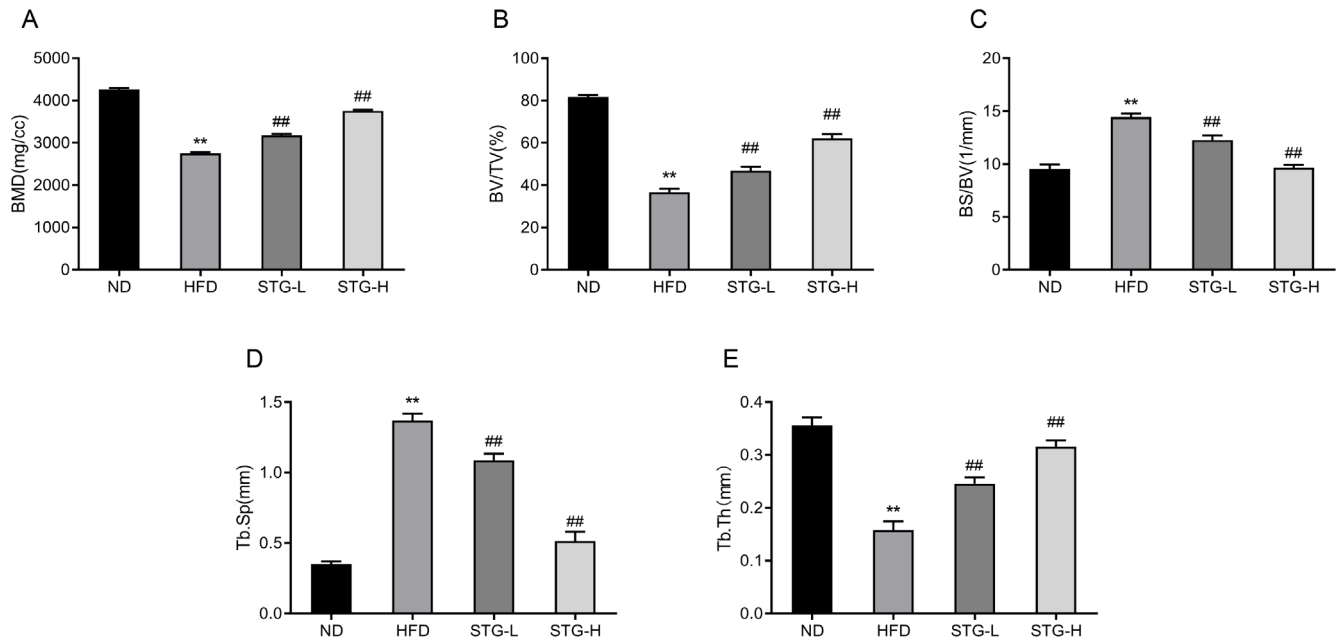 A
BMD(mg/cc)
5000
4000
3000
2000
1000
0
**
##
##
ND HFD STG-L STG-H
B
BV/TV(%)
100
80
60
40
20
0
**
##
##
ND HFD STG-L STG-H
C
BS/BV(1/mm)
20
15
10
5
0
**
##
##
ND HFD STG-L STG-H
D
Tb.Sp(mm)
1.5
1.0
0.5
0.0
**
##
##
ND HFD STG-L STG-H
E
Tb.Th(mm)
0.4
0.3
0.2
0.1
0.0
**
##
##
ND HFD STG-L STG-H